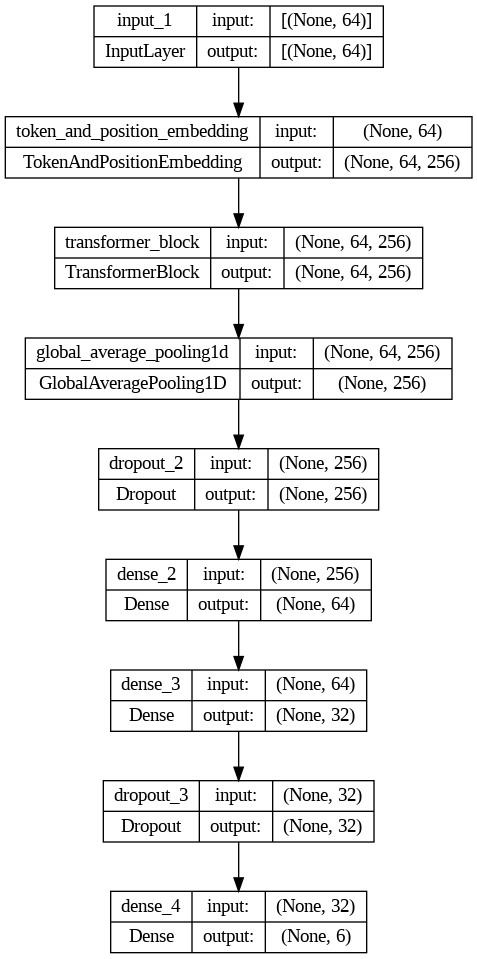 input_1 input: [(None, 64)]
InputLayer output: [(None, 64)]
token_and_position_embedding input: (None, 64)
TokenAndPositionEmbedding output: (None, 64, 256)
transformer_block input: (None, 64, 256)
TransformerBlock output: (None, 64, 256)
global_average_pooling1d input: (None, 64, 256)
GlobalAveragePooling1D output: (None, 256)
dropout_2 input: (None, 256)
Dropout output: (None, 256)
dense_2 input: (None, 256)
Dense output: (None, 64)
dense_3 input: (None, 64)
Dense output: (None, 32)
dropout_3 input: (None, 32)
Dropout output: (None, 32)
dense_4 input: (None, 32)
Dense output: (None, 6)